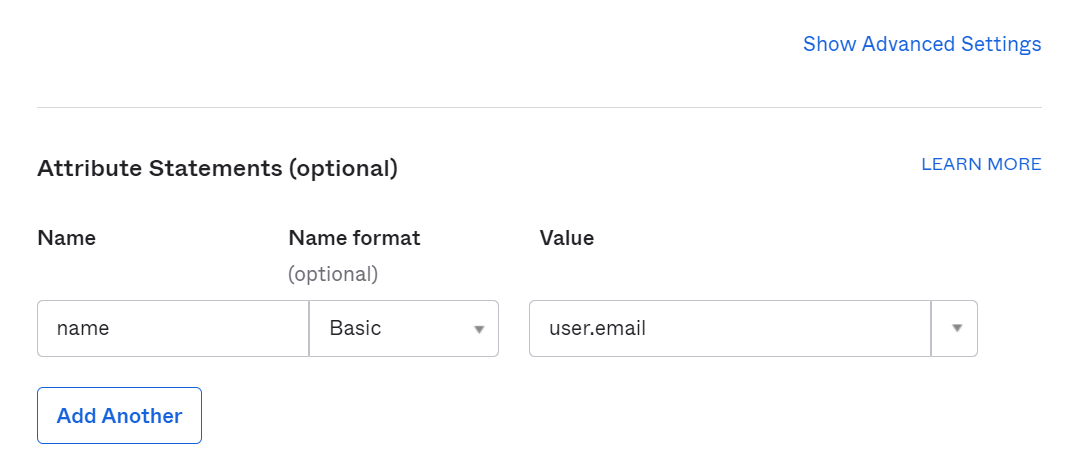 Show Advanced Settings
Attribute Statements (optional)
LEARN MORE
Name
Name format
Value
(optional)
name
Basic
user.email
Add Another